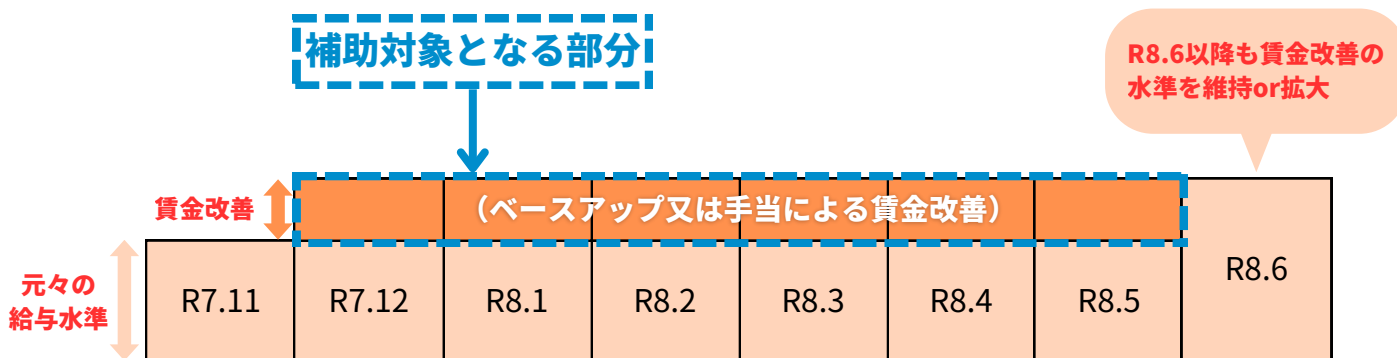 補助対象となる部分
R8.6以降も賃金改善の
水準を維持or拡大
賃金改善
（ベースアップ又は手当による賃金改善）
元々の
給与水準
R7.11
R7.12
R8.1
R8.2
R8.3
R8.4
R8.5
R8.6